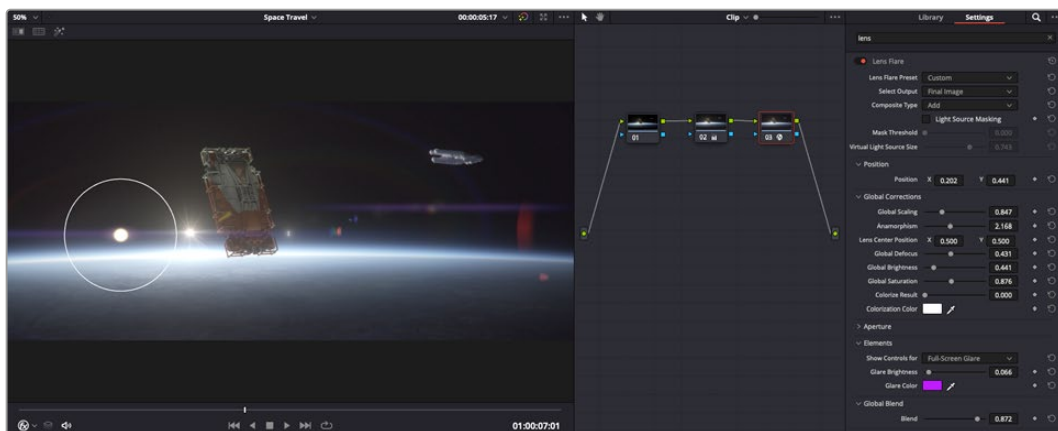 50%
Space Travel
00:00:05:17
Clip
Library
Settings
lens
Lens Flare
Lens Flare Preset Custom
Select Output Final Image
Composite Type Add
Light Source Masking
Mask Threshold 0.600
Virtual Light Source Size 0.743
Position
Position X 0.202 Y 0.441
Global Corrections
Global Scaling 0.847
Anamorphism 2.168
Lens Center Position X 0.500 Y 0.500
Global Defocus 0.431
Global Brightness 0.441
Global Saturation 0.876
Colorize Result 0.000
Colorization Color
Aperture
Elements
Show Controls for Full-Screen Glare
Glare Brightness 0.066
Glare Color
Global Blend
Blend 0.872
01
02
03
01:00:07:01